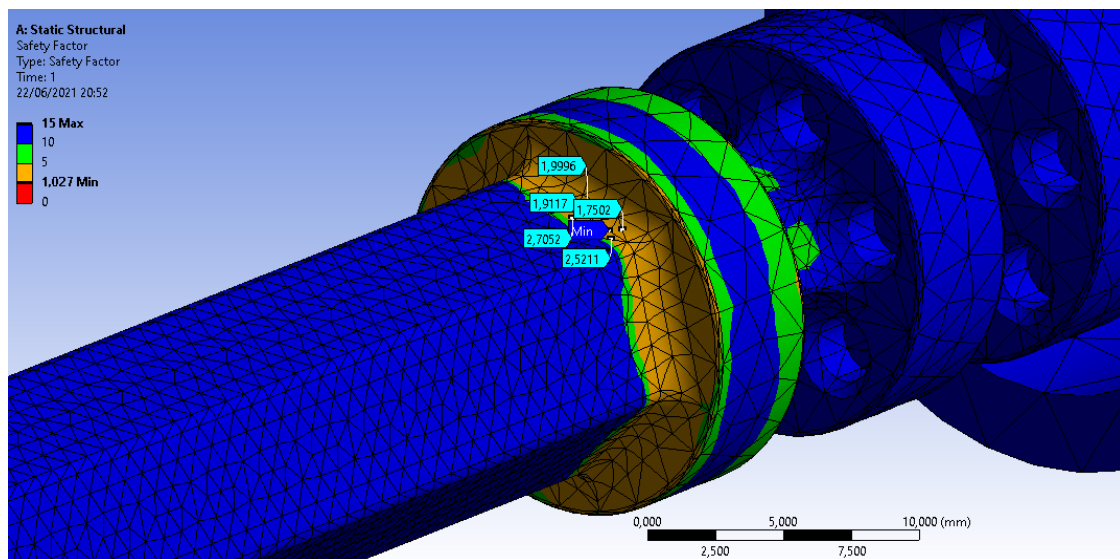 A: Static Structural
Safety Factor
Type: Safety Factor
Time: 1
22/06/2021 20:52
15 Max
10
5
1,027 Min
0
1,9996
1,9117
1,7502
Min
2,7052
2,5211
0,000 5,000 10,000 (mm)
2,500 7,500